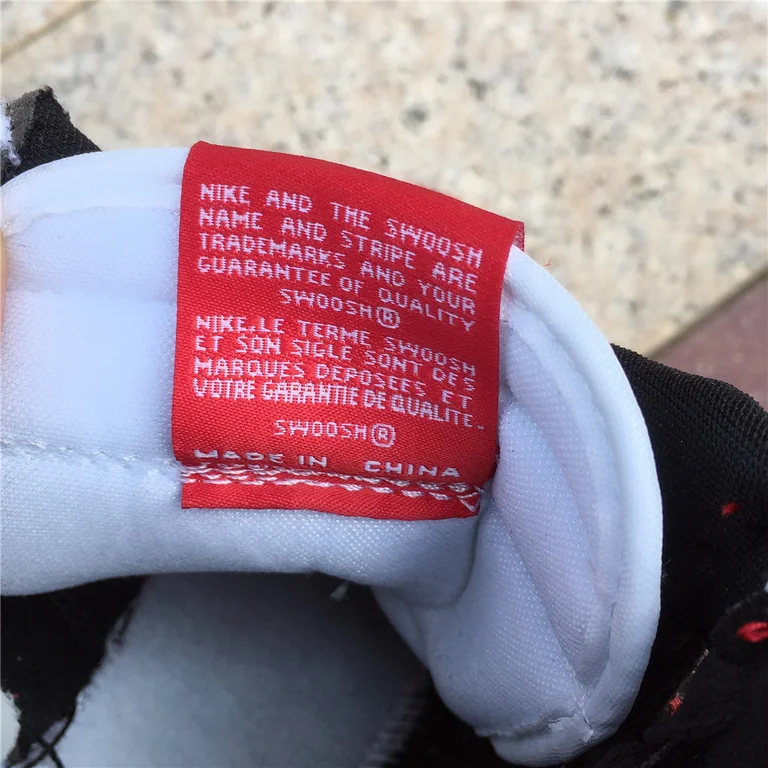 NIKE AND THE SWOOSH
NAME AND STRIPE ARE
TRADEMARKS AND YOUR
GUARANTEE OF QUALITY
SWOOSH®
NIKE.LE TERME SWOOSH
ET SON SIGLE SONT DES
MARQUES DEPOSEES ET
VOTRE GARANTIE DE QUALITE.
SWOOSH®
MADE IN CHINA